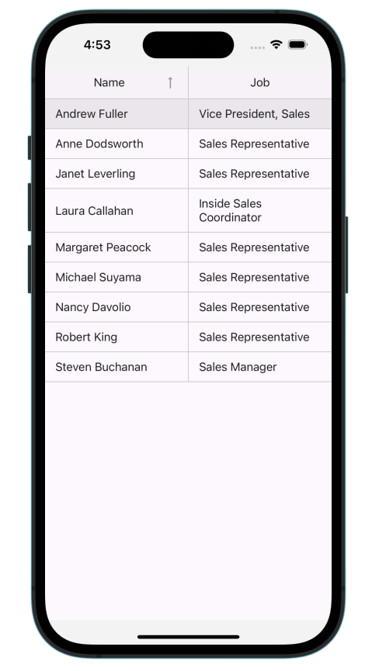 4:53
Name Job
Andrew Fuller Vice President, Sales
Anne Dodsworth Sales Representative
Janet Leverling Sales Representative
Laura Callahan Inside Sales
Coordinator
Margaret Peacock Sales Representative
Michael Suyama Sales Representative
Nancy Davolio Sales Representative
Robert King Sales Representative
Steven Buchanan Sales Manager